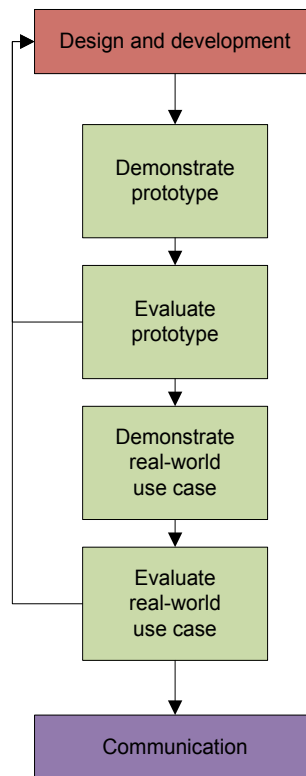 Design and development
Demonstrate
prototype
Evaluate
prototype
Demonstrate
real-world
use case
Evaluate
real-world
use case
Communication